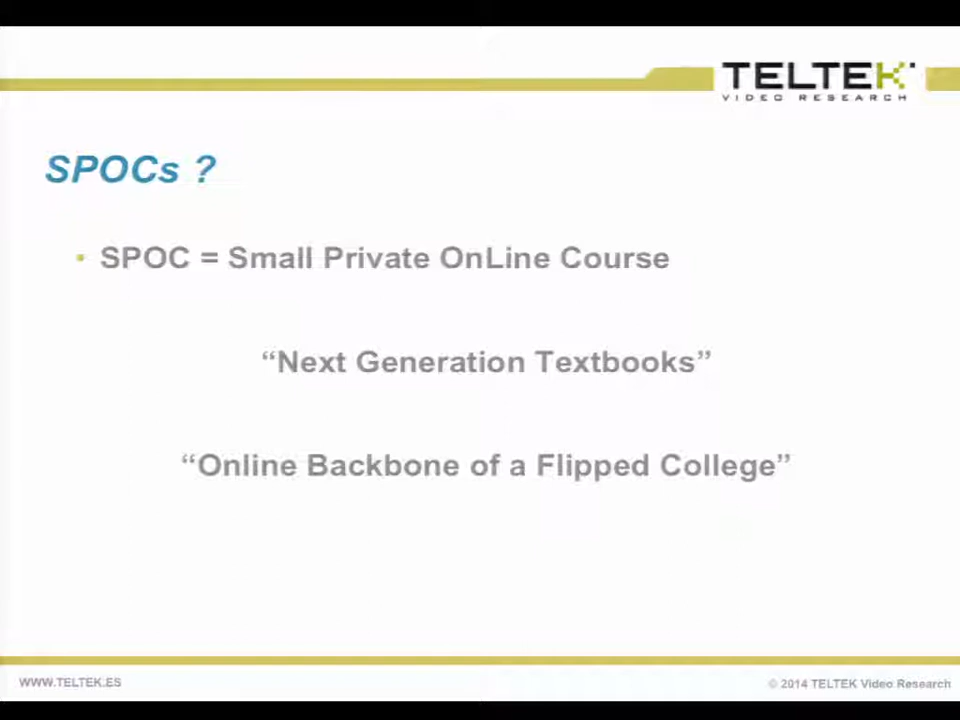 TELTEK
VIDEO RESEARCH
SPOCs ?
• SPOC = Small Private OnLine Course
“Next Generation Textbooks”
“Online Backbone of a Flipped College”
WWW.TELTEK.ES
© 2014 TELTEK Video Research